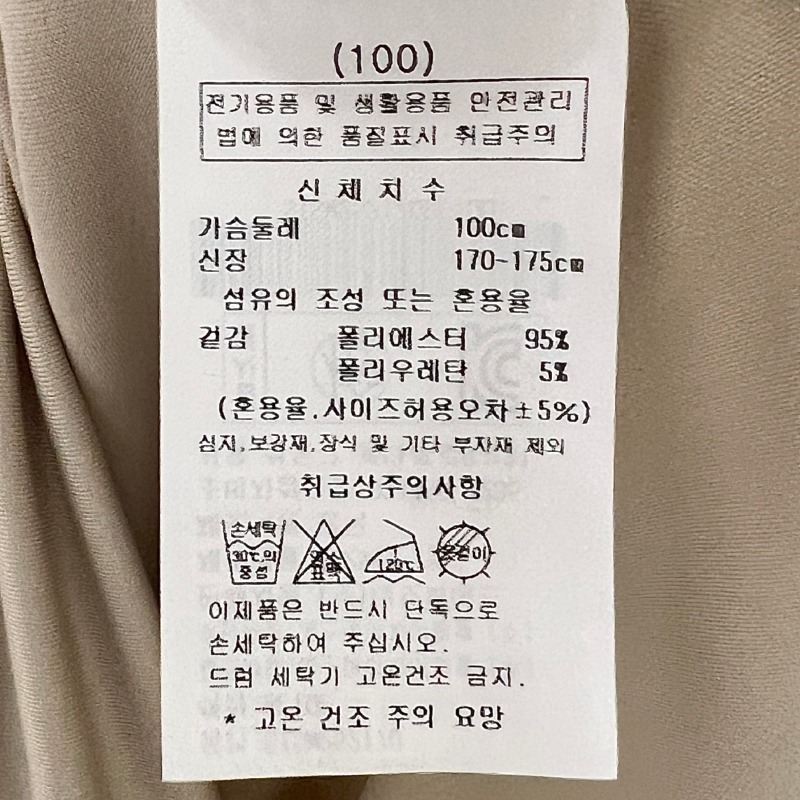 (100)
전기용품 및 생활용품 안전관리
법에 의한 품질표시 취급주의
신 체 치 수
가슴둘레 100cm
신장 170-175cm
섬유의 조성 또는 혼용율
겉감 폴리에스터 95%
폴리우레탄 5%
(혼용율.사이즈허용오차±5%)
심지,보강재,장식 및 기타 부자재 제외
취급상주의사항
손세탁 30℃의 중성
염소 표백
120℃
옷걸이
이제품은 반드시 단독으로
손세탁하여 주십시오.
드럼 세탁기 고온건조 금지.
* 고온 건조 주의 요망